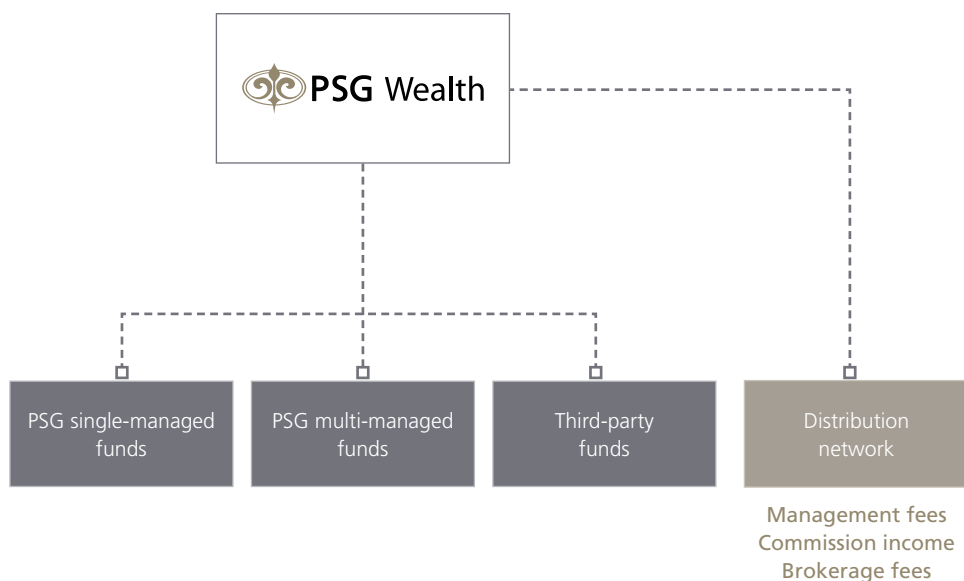 PSG Wealth
PSG single-managed
funds
PSG multi-managed
funds
Third-party
funds
Distribution
network
Management fees
Commission income
Brokerage fees